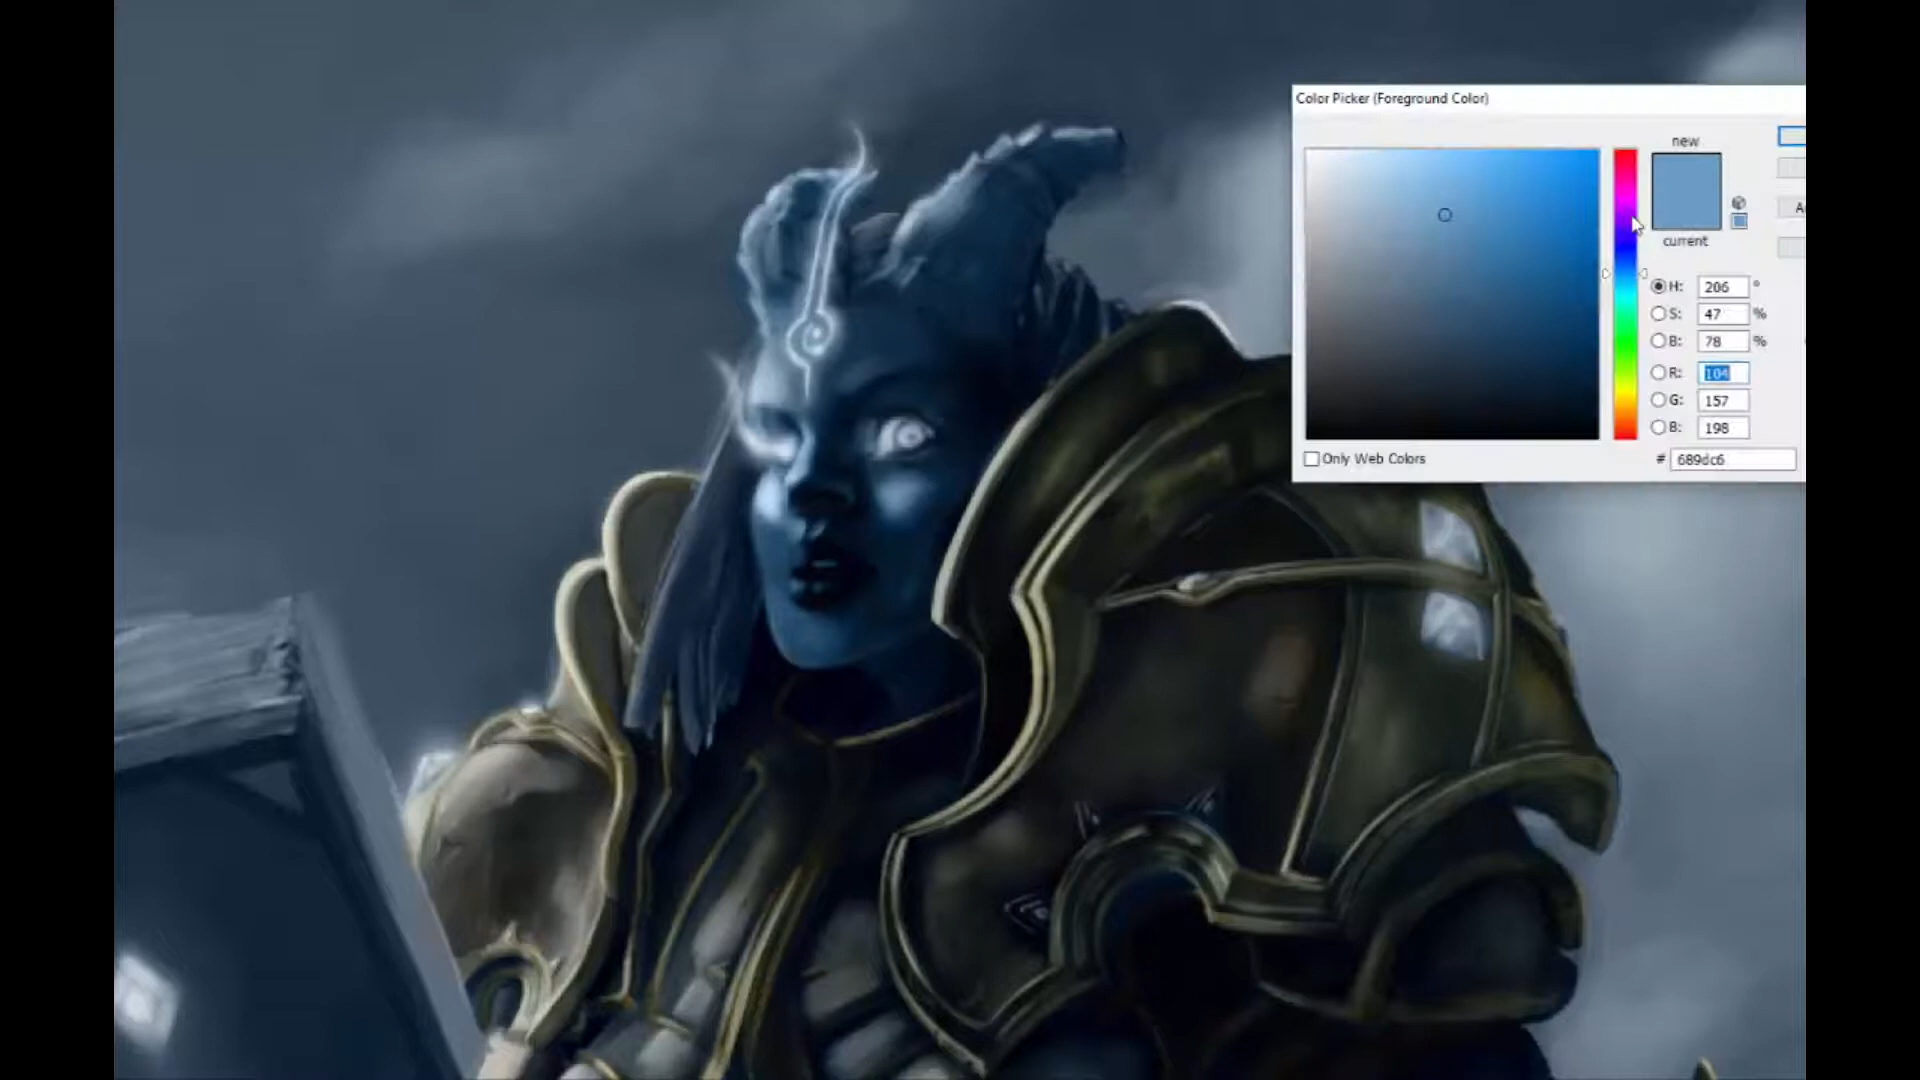 Color Picker (Foreground Color)
new
current
H: 206 °
S: 47 %
B: 78 %
R: 104
G: 157
B: 198
Only Web Colors
# 689dc6